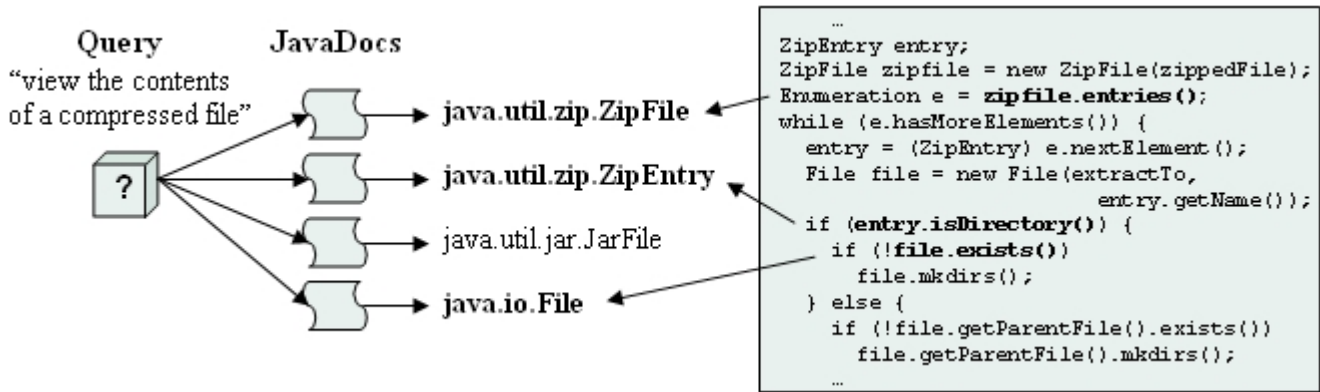 Query
“view the contents
of a compressed file”
?
JavaDocs
java.util.zip.ZipFile
java.util.zip.ZipEntry
java.util.jar.JarFile
java.io.File
…
ZipEntry entry;
ZipFile zipfile = new ZipFile(zippedFile);
Enumeration e = zipfile.entries();
while (e.hasMoreElements()) {
entry = (ZipEntry) e.nextElement();
File file = new File(extractTo,
entry.getName());
if (entry.isDirectory()) {
if (!file.exists())
file.mkdirs();
} else {
if (!file.getParentFile().exists())
file.getParentFile().mkdirs();
…